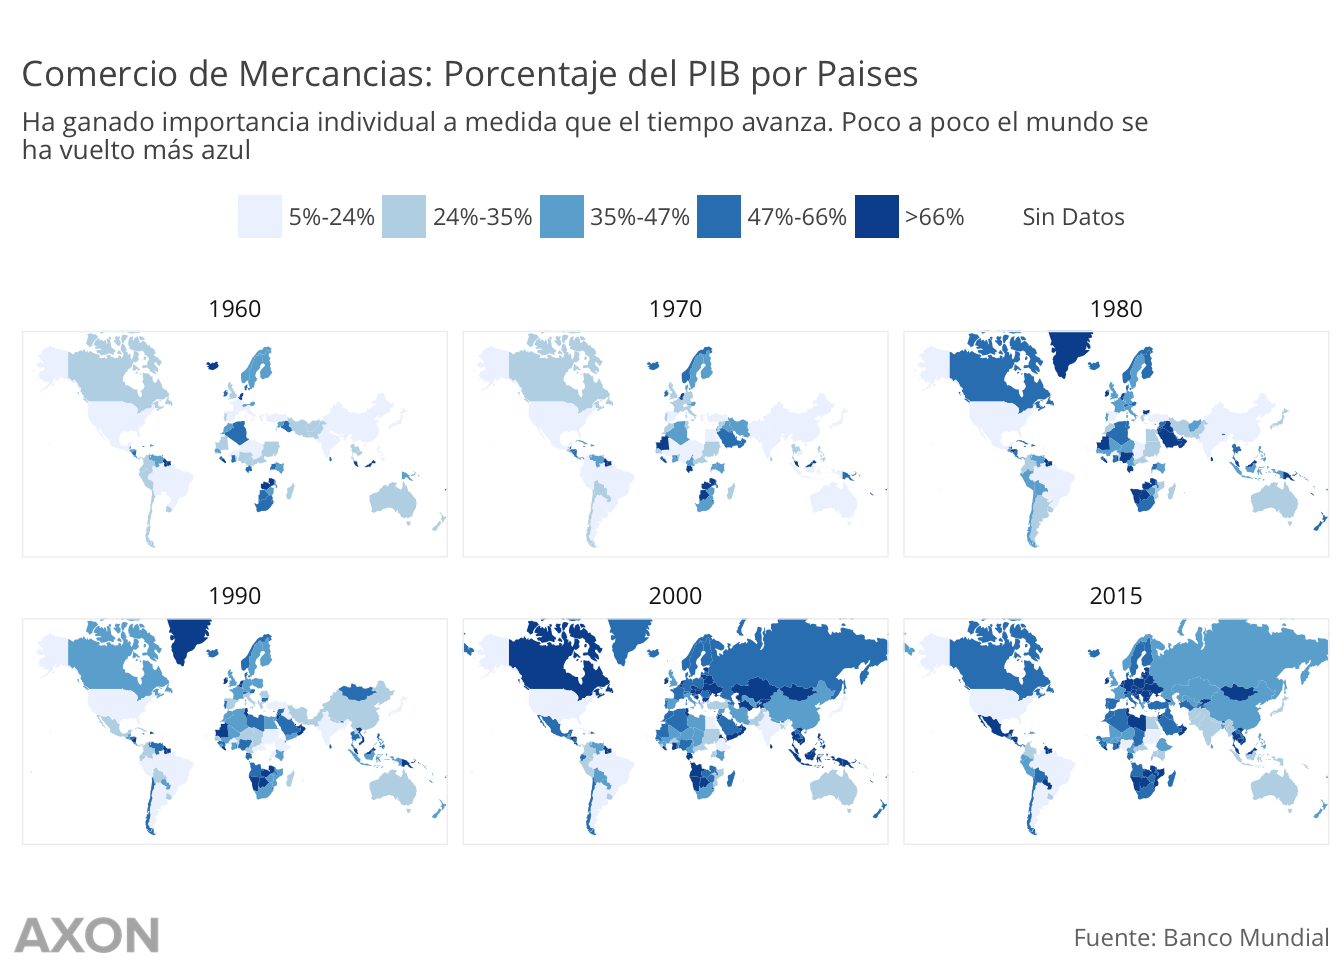 Comercio de Mercancias: Porcentaje del PIB por Paises
Ha ganado importancia individual a medida que el tiempo avanza. Poco a poco el mundo se
ha vuelto más azul
5%-24% 24%-35% 35%-47% 47%-66% >66% Sin Datos
1960 1970 1980
1990 2000 2015
AXON
Fuente: Banco Mundial